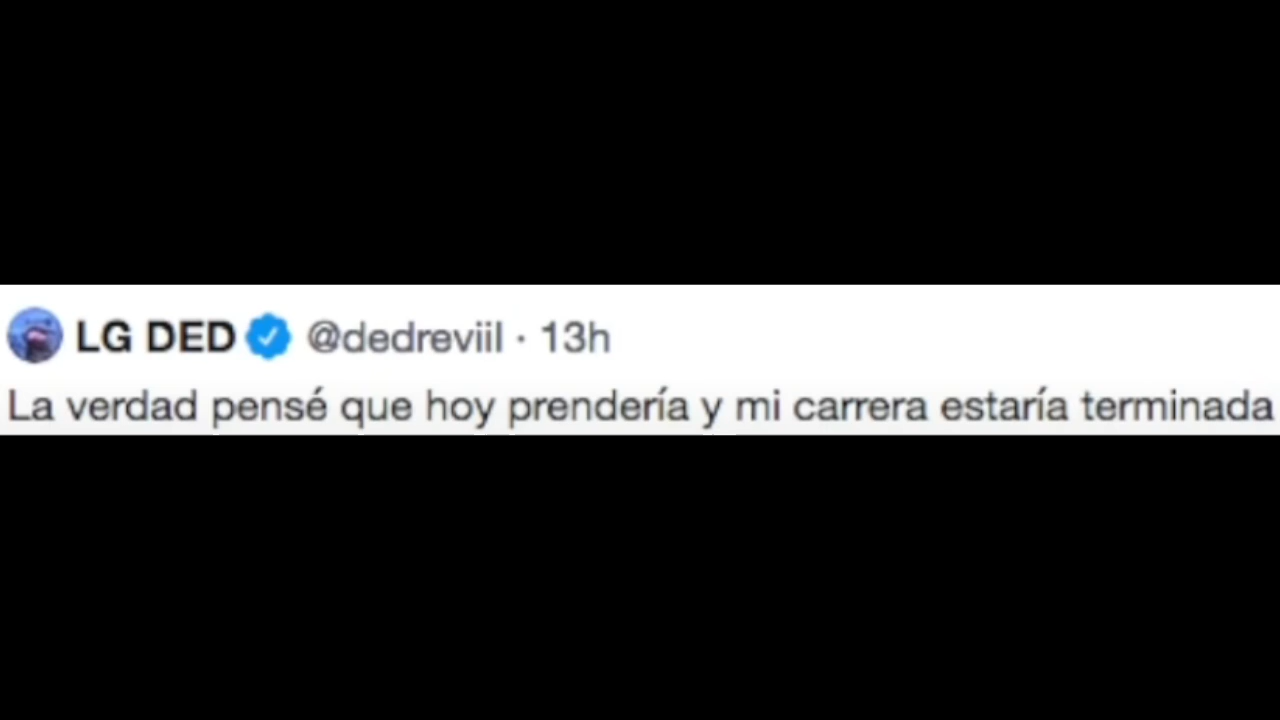 LG DED @dedreviil · 13h
La verdad pensé que hoy prendería y mi carrera estaría terminada